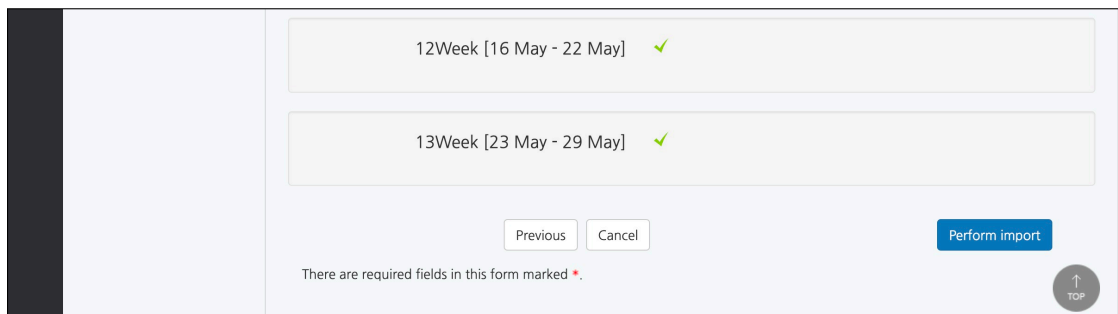 12Week [16 May - 22 May]
13Week [23 May - 29 May]
Previous Cancel Perform import
There are required fields in this form marked *.
TOP